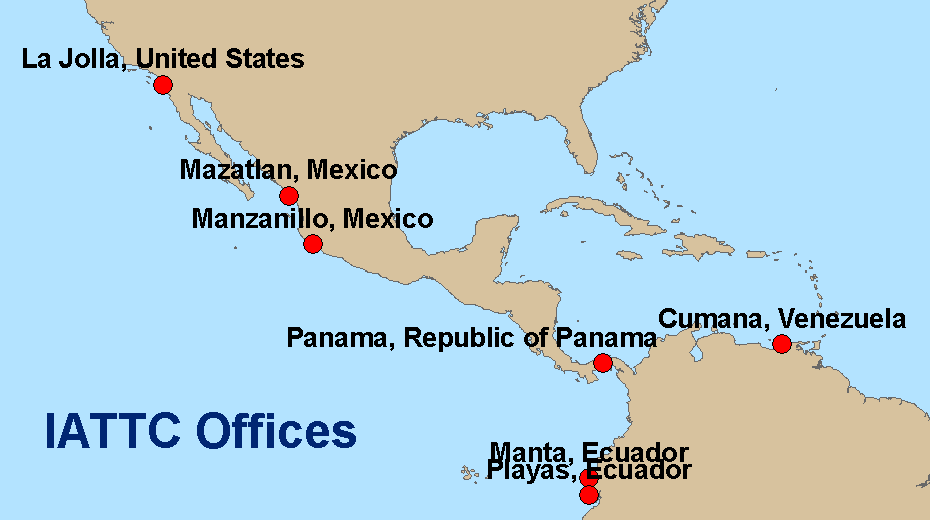 La Jolla, United States
Mazatlan, Mexico
Manzanillo, Mexico
Cumana, Venezuela
Panama, Republic of Panama
IATTC Offices
Manta, Ecuador
Playas, Ecuador